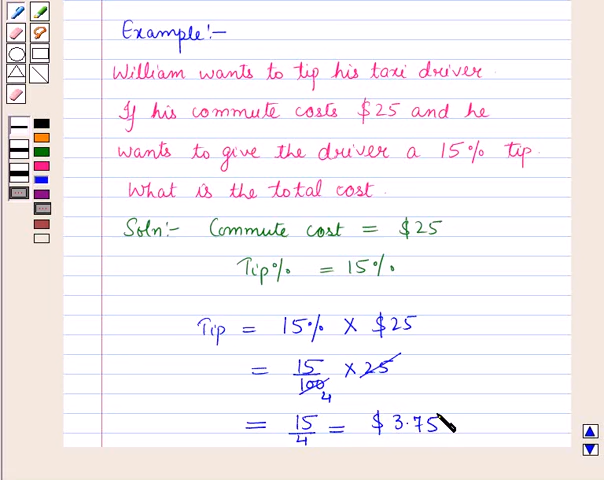 Example:-
William wants to tip his taxi driver.
If his commute costs $25 and he
wants to give the driver a 15% tip.
What is the total cost.
Soln:- Commute cost = $25
Tip% = 15%
Tip = 15% X $25
= 15/100 x 25
4
= 15/4 = $3.75